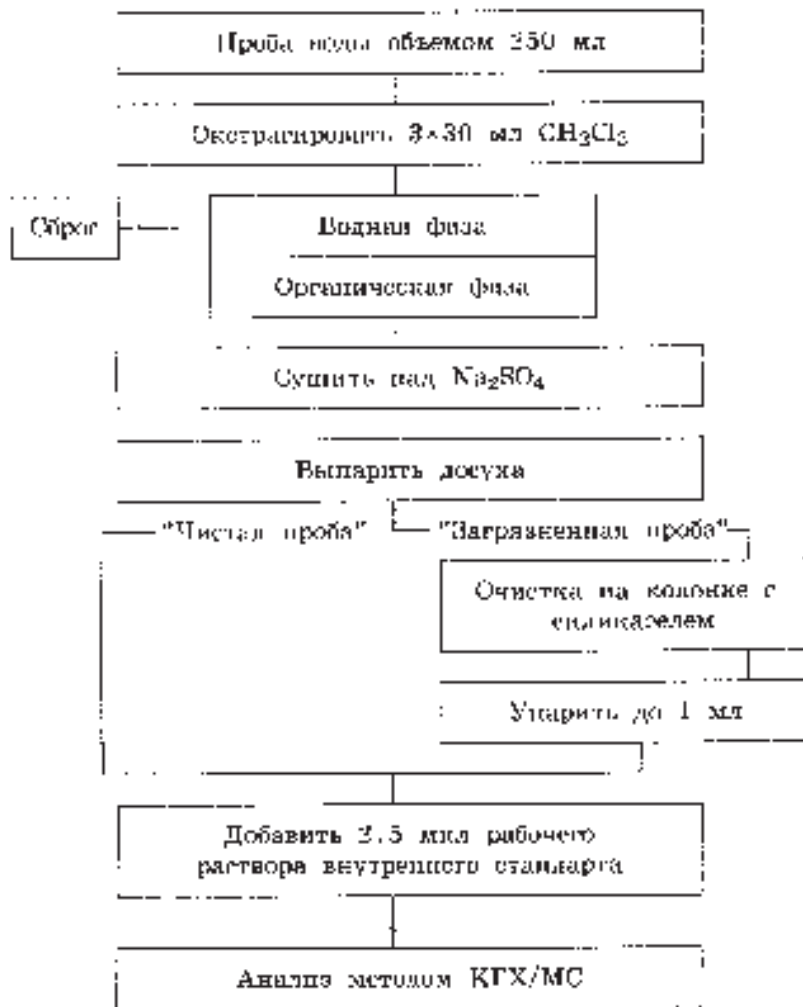 Проба воды объемом 250 мл
Экстрагировать 3×30 мл CH₂Cl₂
Сброс
Водная фаза
Органическая фаза
Сушить над Na₂SO₄
Выпарить досуха
"Чистая проба"
"Загрязненная проба"
Очистка на колонке с
силикагелем
Упарить до 1 мл
Добавить 2.5 мкл рабочего
раствора внутреннего стандарта
Анализ методом КГХ/МС